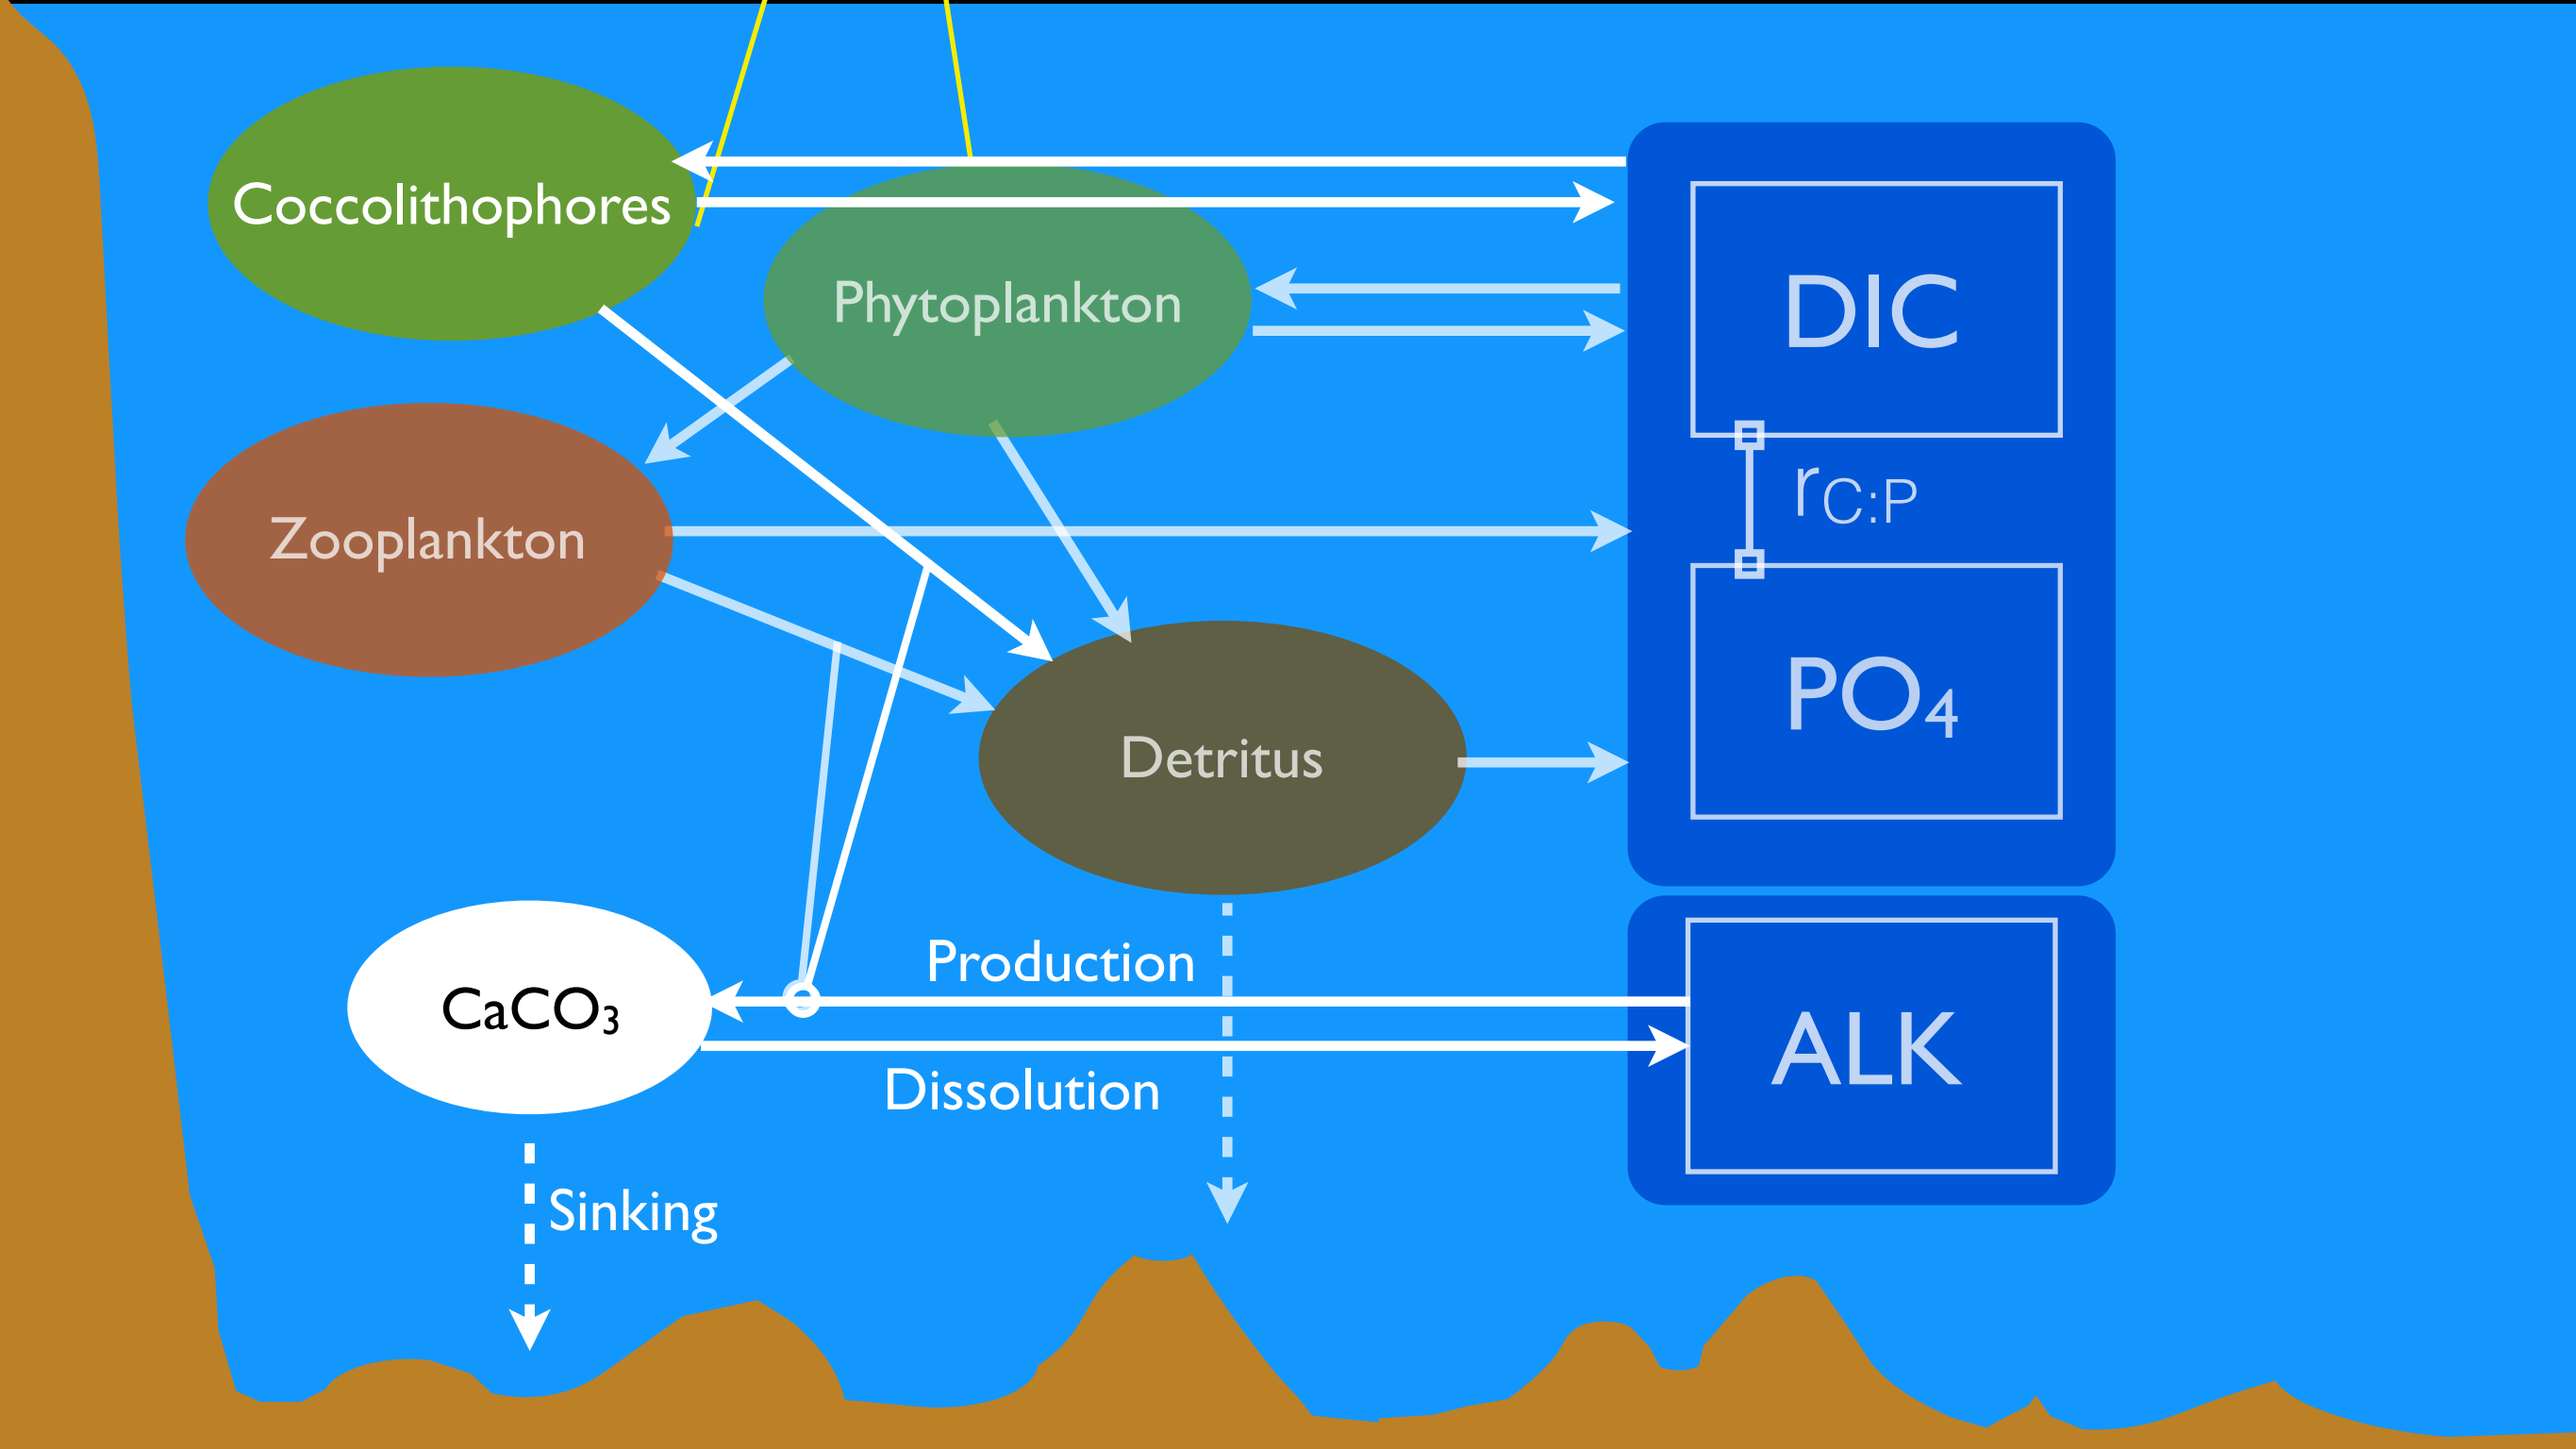 Coccolithophores
Phytoplankton
DIC
rC:P
Zooplankton
PO4
Detritus
Production
CaCO3
ALK
Dissolution
Sinking